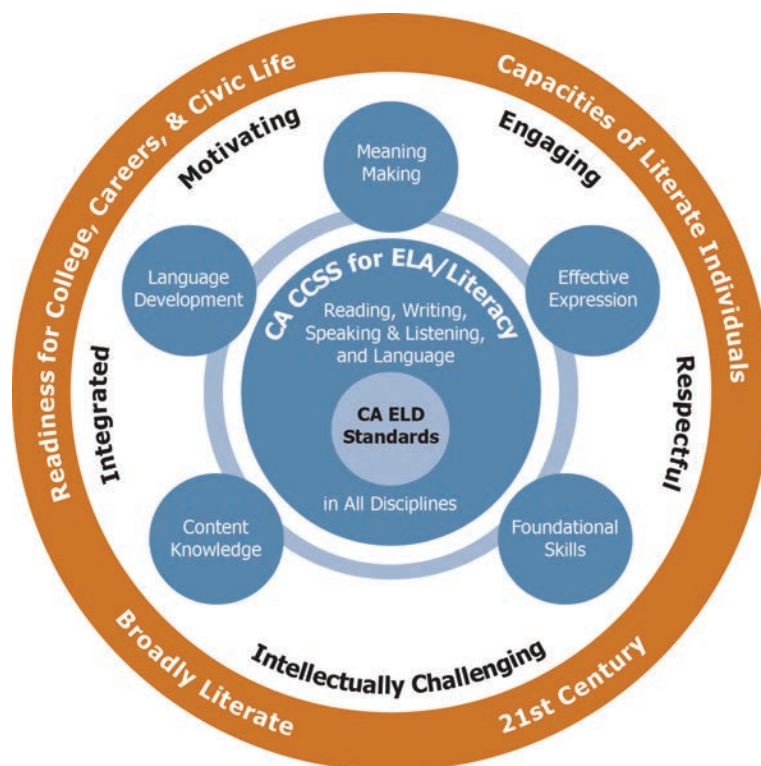 Readiness for College, Careers, & Civic Life
Capacities of Literate Individuals
Motivating
Engaging
Meaning
Making
Language
Development
Effective
Expression
CA CCSS for ELA/Literacy
Reading, Writing,
Speaking & Listening,
and Language
CA ELD
Standards
in All Disciplines
Integrated
Respectful
Content
Knowledge
Foundational
Skills
Intellectually Challenging
Broadly Literate
21st Century